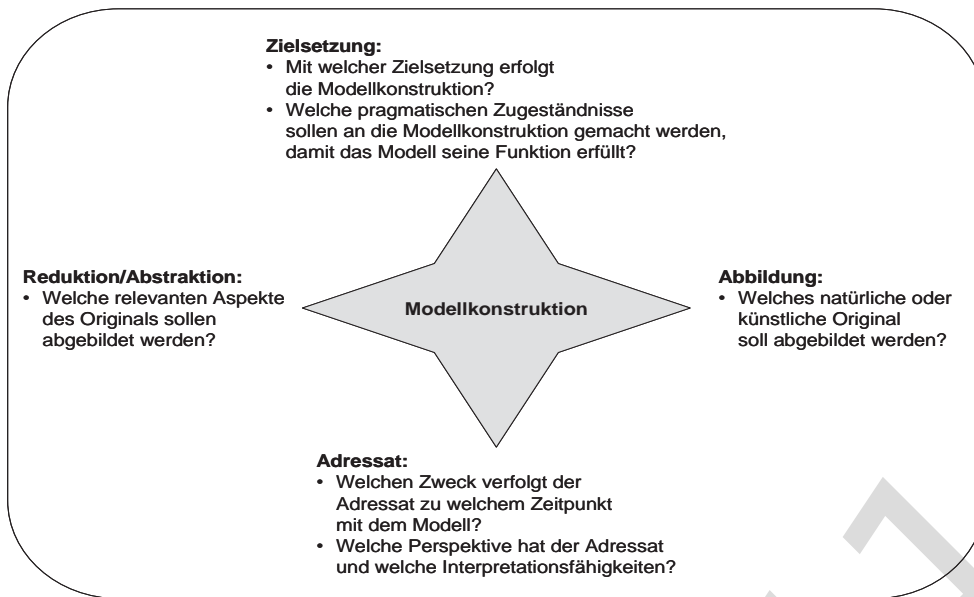 Zielsetzung:
• Mit welcher Zielsetzung erfolgt
die Modellkonstruktion?
• Welche pragmatischen Zugeständnisse
sollen an die Modellkonstruktion gemacht werden,
damit das Modell seine Funktion erfüllt?
Reduktion/Abstraktion:
• Welche relevanten Aspekte
des Originals sollen
abgebildet werden?
Modellkonstruktion
Abbildung:
• Welches natürliche oder
künstliche Original
soll abgebildet werden?
Adressat:
• Welchen Zweck verfolgt der
Adressat zu welchem Zeitpunkt
mit dem Modell?
• Welche Perspektive hat der Adressat
und welche Interpretationsfähigkeiten?